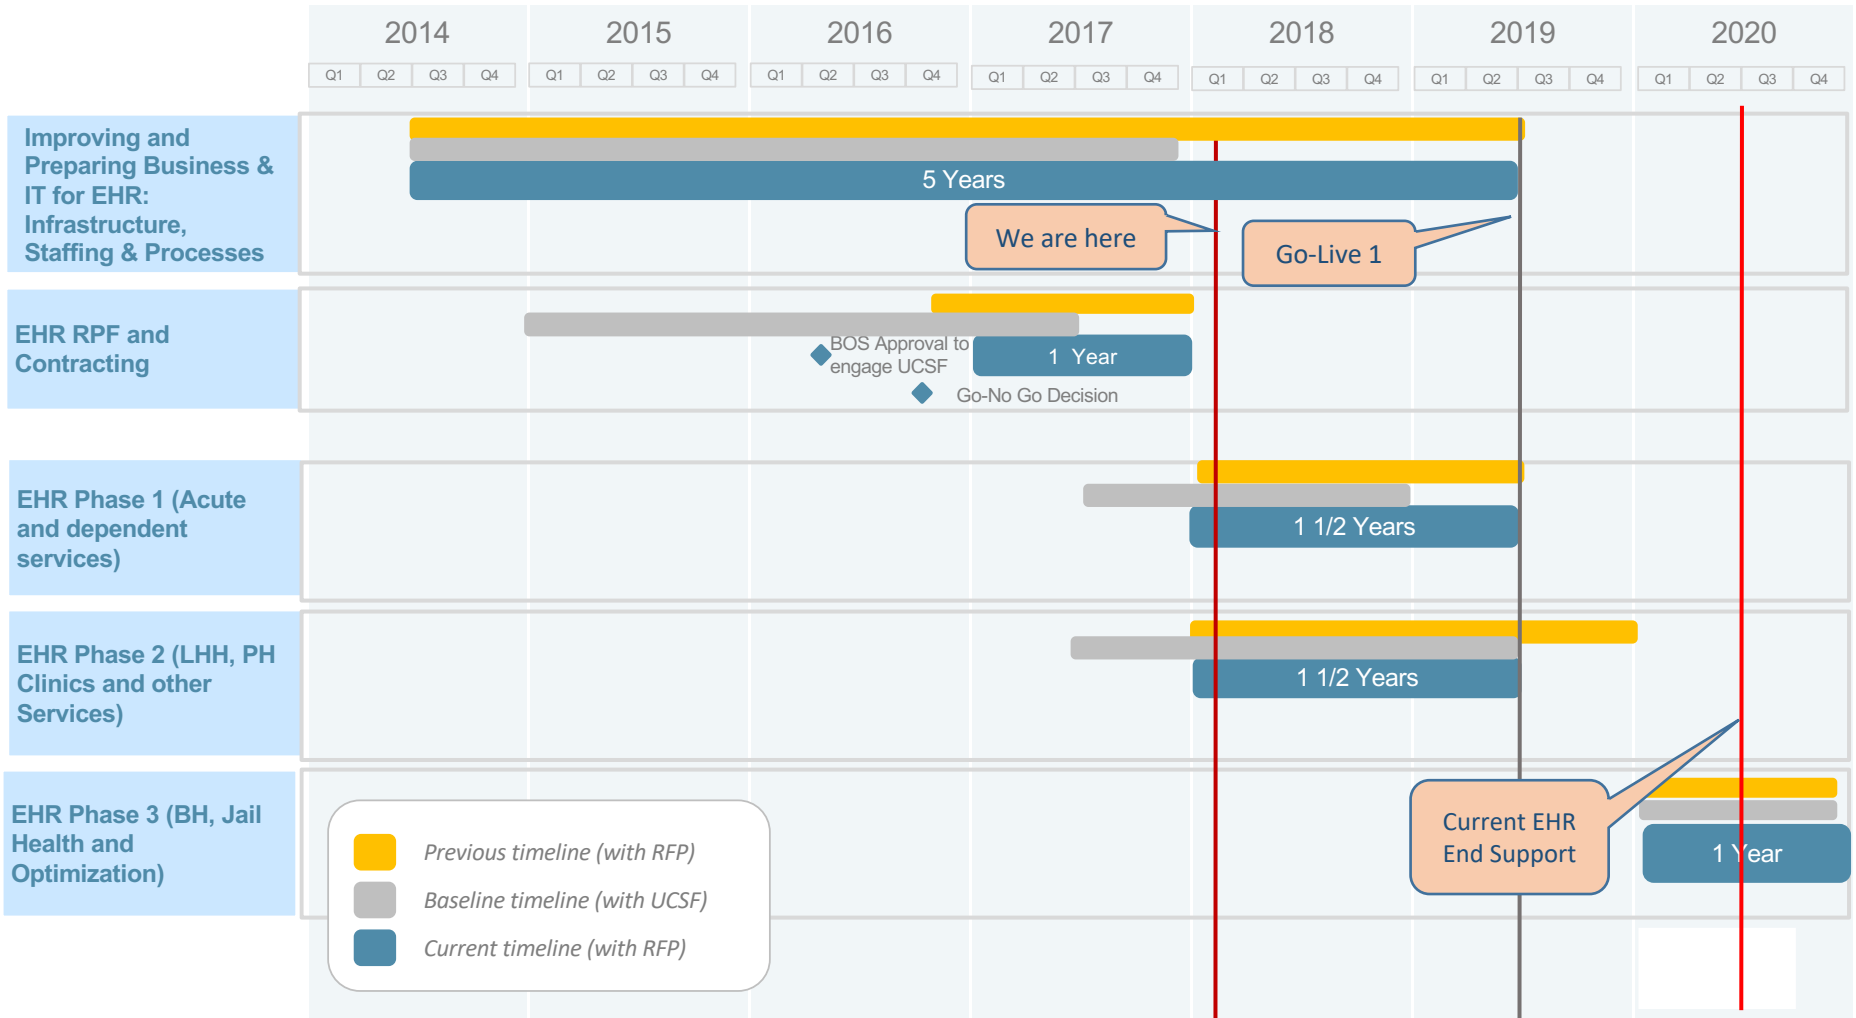 2014 2015 2016 2017 2018 2019 2020
Q1 Q2 Q3 Q4 Q1 Q2 Q3 Q4 Q1 Q2 Q3 Q4 Q1 Q2 Q3 Q4 Q1 Q2 Q3 Q4 Q1 Q2 Q3 Q4 Q1 Q2 Q3 Q4
Improving and
Preparing Business &
IT for EHR:
Infrastructure,
Staffing & Processes
5 Years
We are here
Go-Live 1
EHR RPF and
Contracting
BOS Approval to
engage UCSF
1 Year
Go-No Go Decision
EHR Phase 1 (Acute
and dependent
services)
1 1/2 Years
EHR Phase 2 (LHH, PH
Clinics and other
Services)
1 1/2 Years
EHR Phase 3 (BH, Jail
Health and
Optimization)
Current EHR
End Support
1 Year
Previous timeline (with RFP)
Baseline timeline (with UCSF)
Current timeline (with RFP)